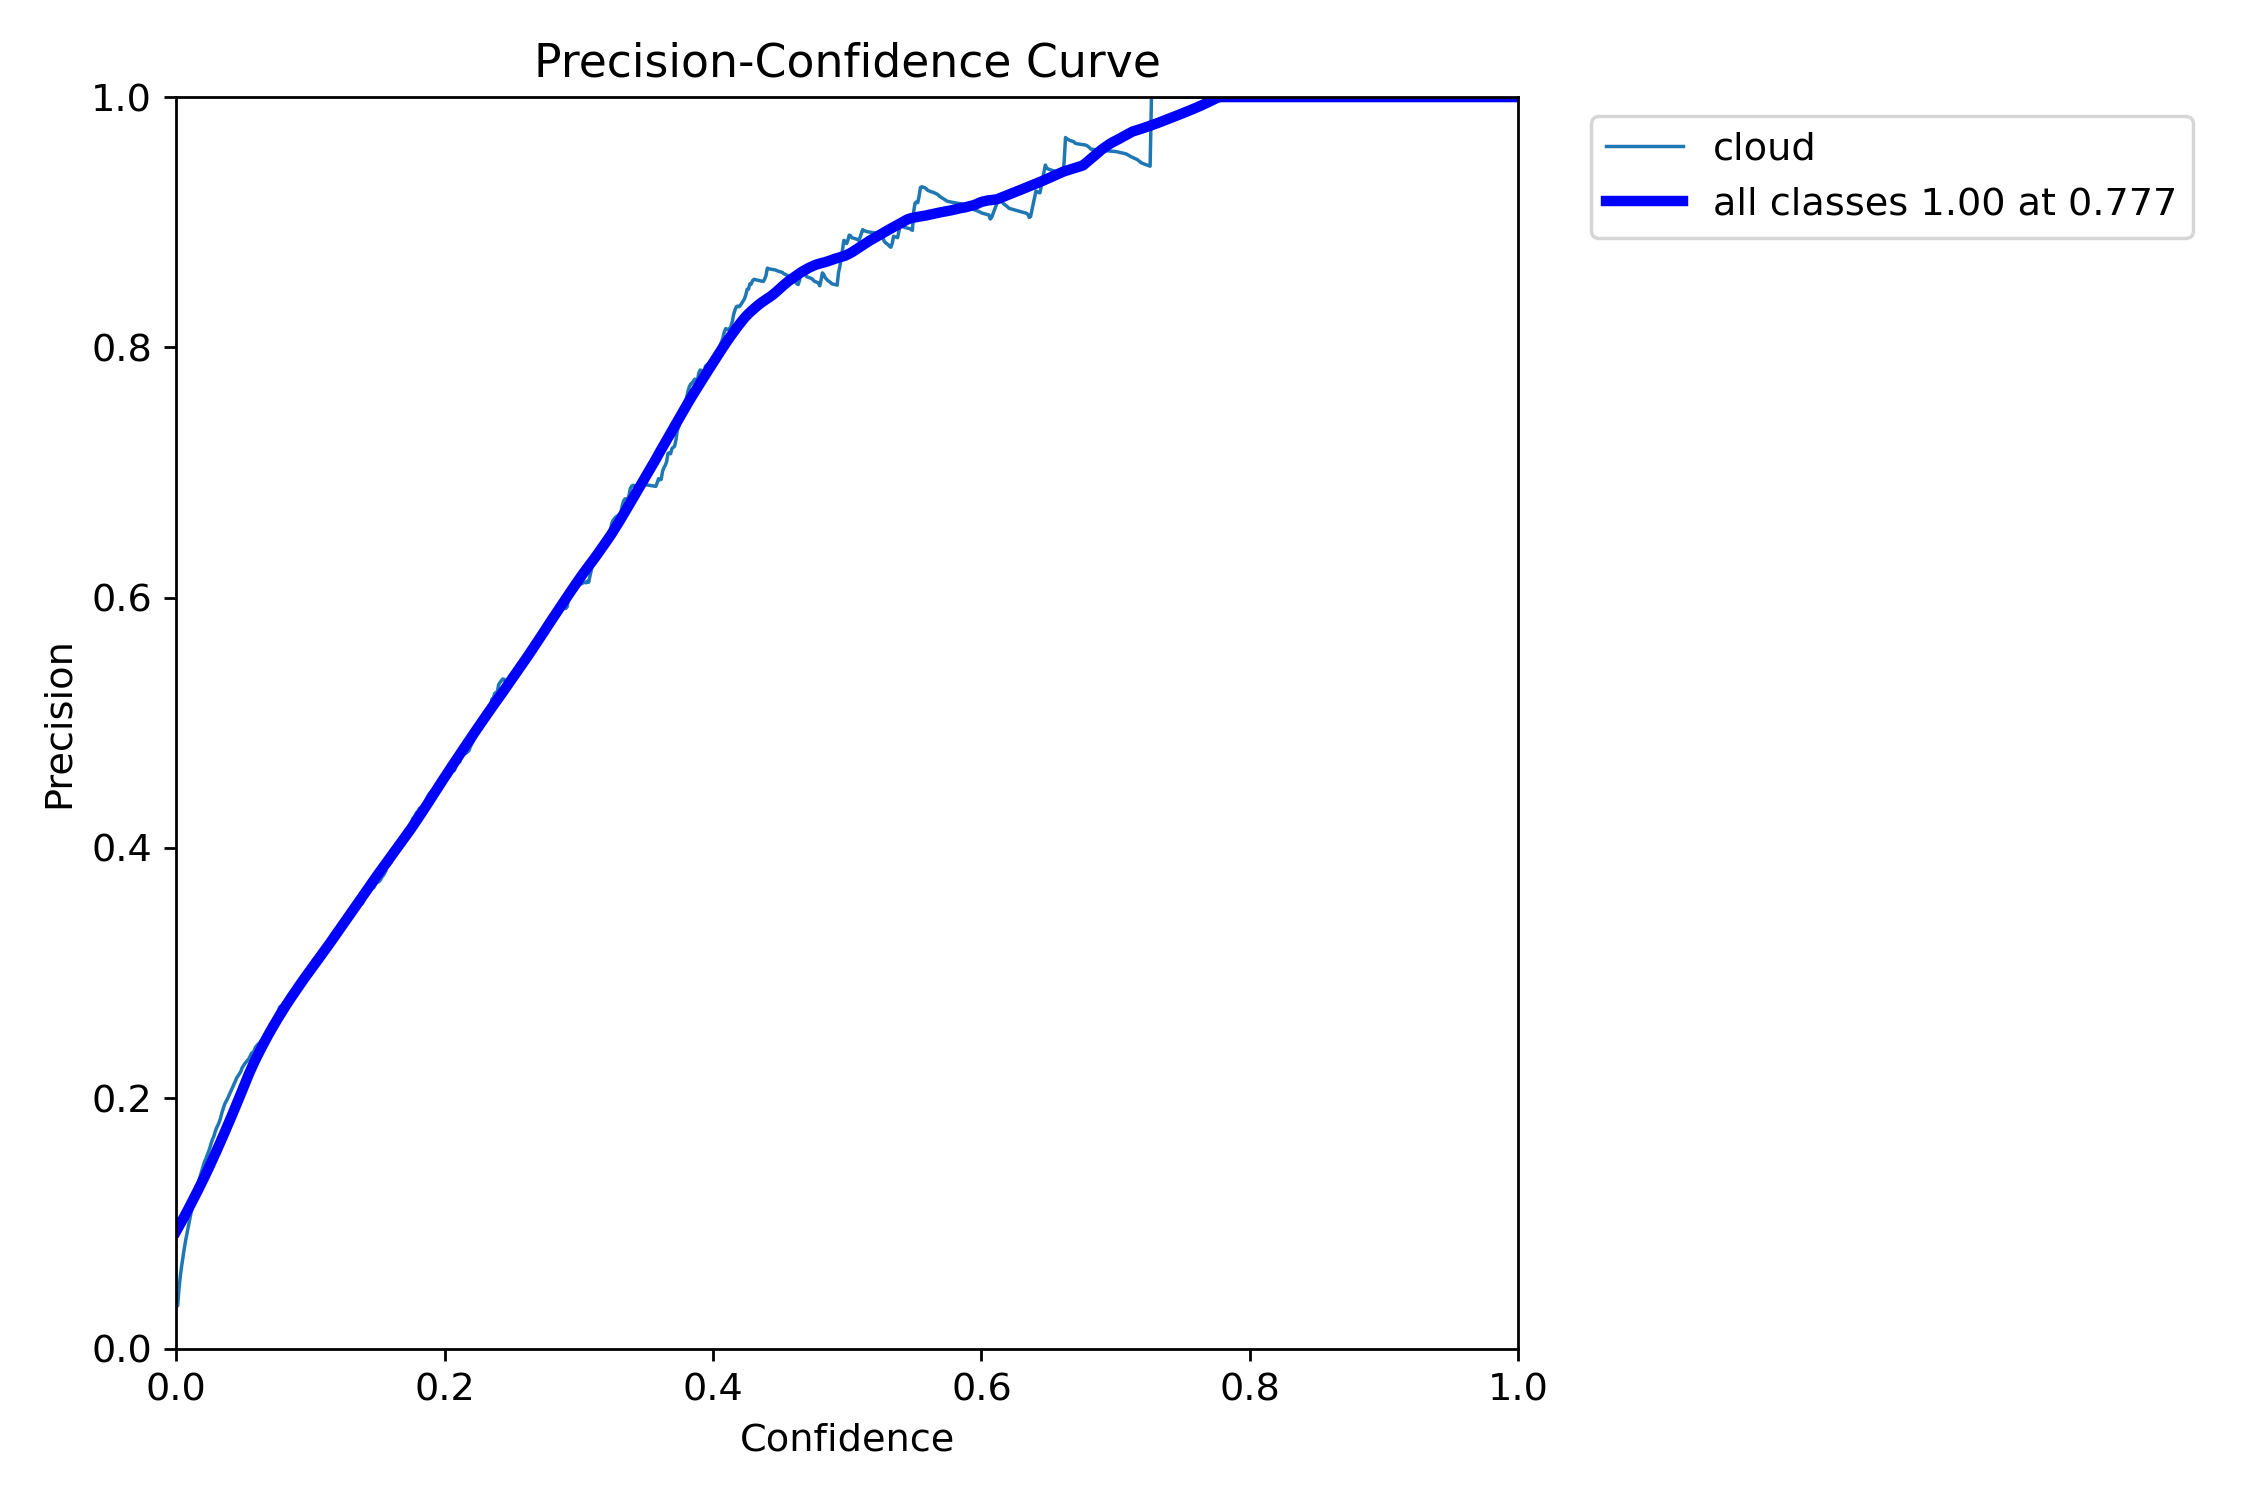 Precision-Confidence Curve
1.0
0.8
0.6
0.4
0.2
0.0
Precision
0.0 0.2 0.4 0.6 0.8 1.0
Confidence
cloud
all classes 1.00 at 0.777